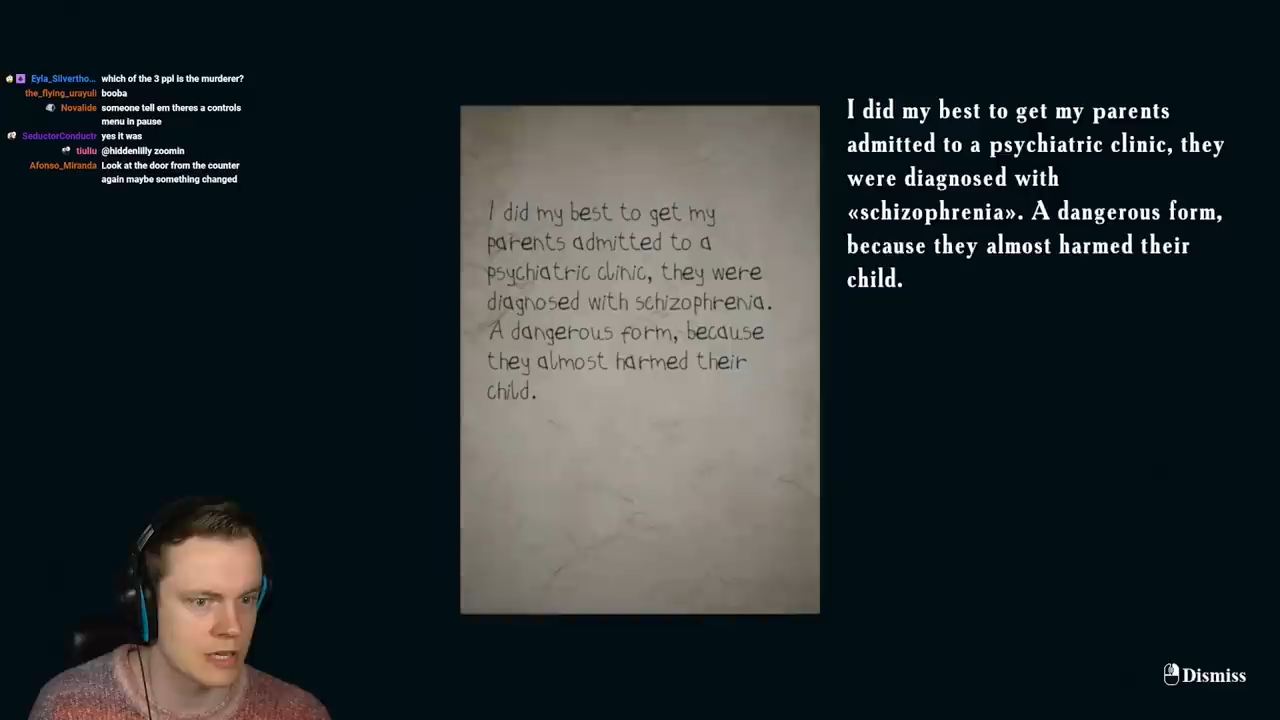 Eyla_Silvertho... which of the 3 ppl is the murderer?
the_flying_urayuli booba
Novalide someone tell em theres a controls
menu in pause
SeductorConductr yes it was
tiuliu @hiddenlilly zoomin
Afonso_Miranda Look at the door from the counter
again maybe something changed
I did my best to get my
parents admitted to a
psychiatric clinic, they were
diagnosed with schizophrenia.
A dangerous form, because
they almost harmed their
child.
I did my best to get my parents
admitted to a psychiatric clinic, they
were diagnosed with
«schizophrenia». A dangerous form,
because they almost harmed their
child.
Dismiss